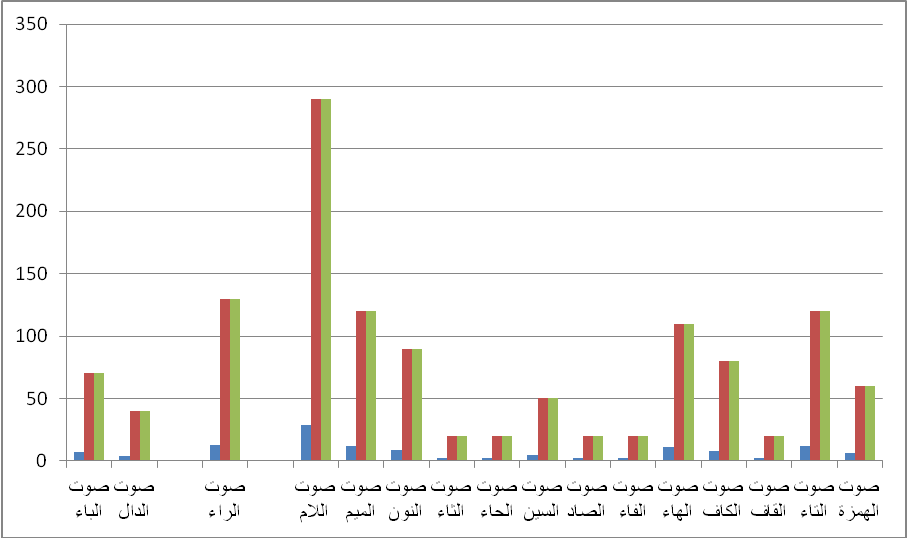 350
300
250
200
150
100
50
0
صوت الباء
صوت الدال
صوت الراء
صوت اللام
صوت الميم
صوت النون
صوت الثاء
صوت الحاء
صوت السين
صوت الصاد
صوت الفاء
صوت الهاء
صوت الكاف
صوت القاف
صوت التاء
صوت الهمزة